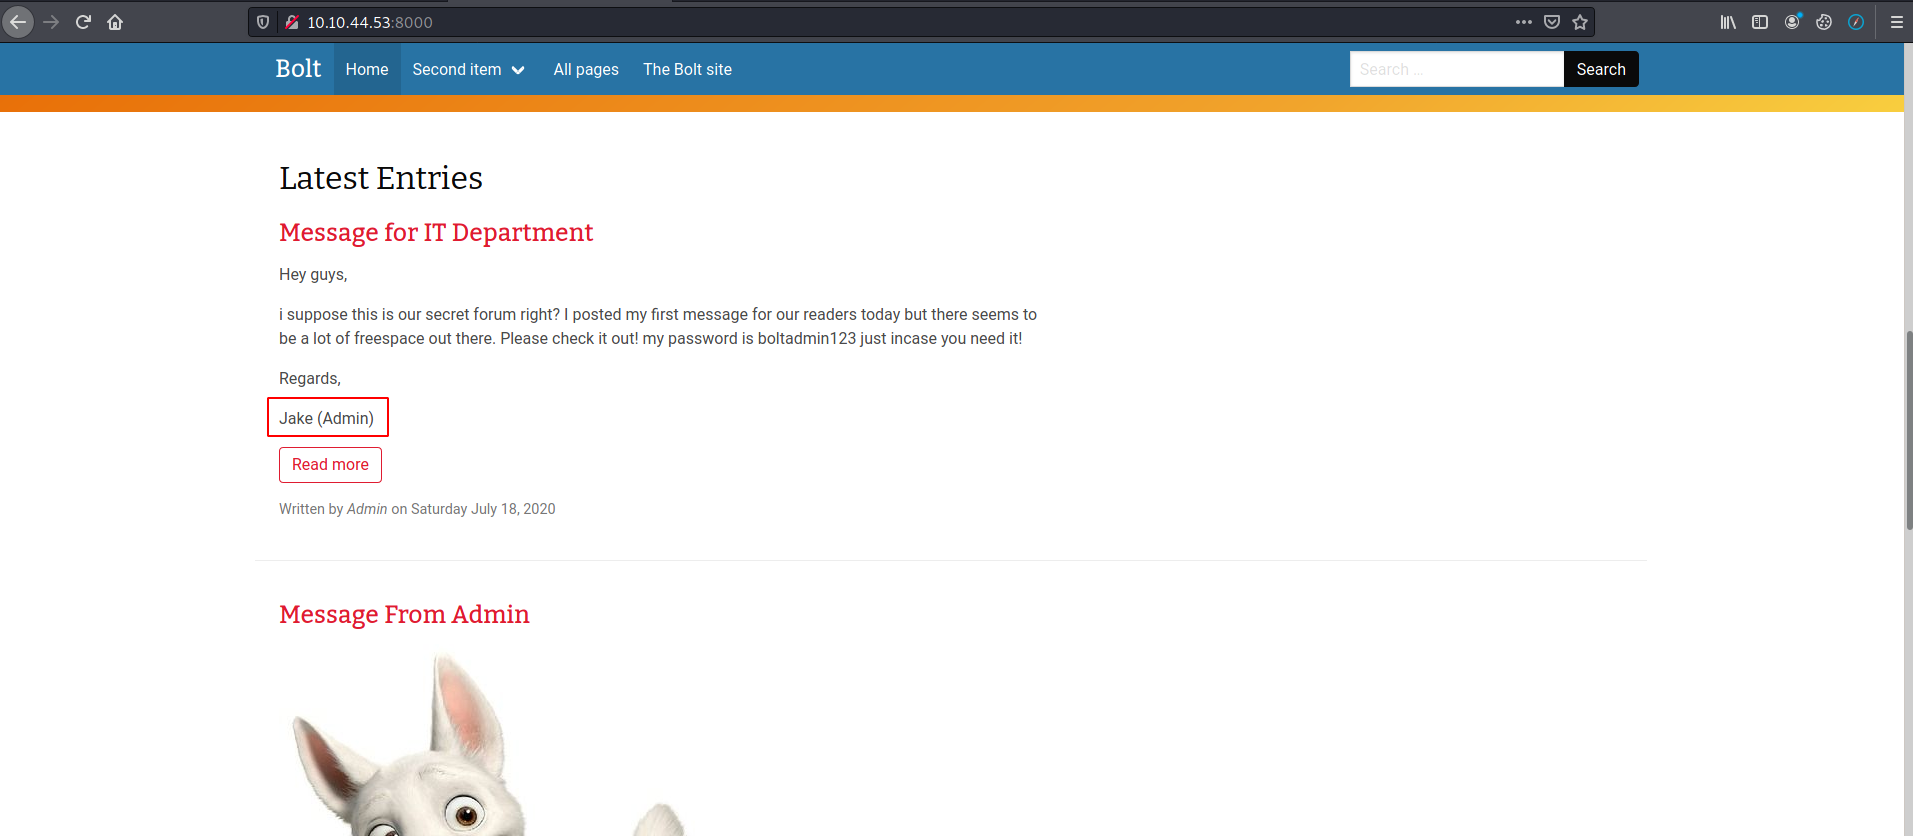 10.10.44.53:8000
Bolt Home Second item All pages The Bolt site Search ... Search
Latest Entries
Message for IT Department
Hey guys,
i suppose this is our secret forum right? I posted my first message for our readers today but there seems to
be a lot of freespace out there. Please check it out! my password is boltadmin123 just incase you need it!
Regards,
Jake (Admin)
Read more
Written by Admin on Saturday July 18, 2020
Message From Admin